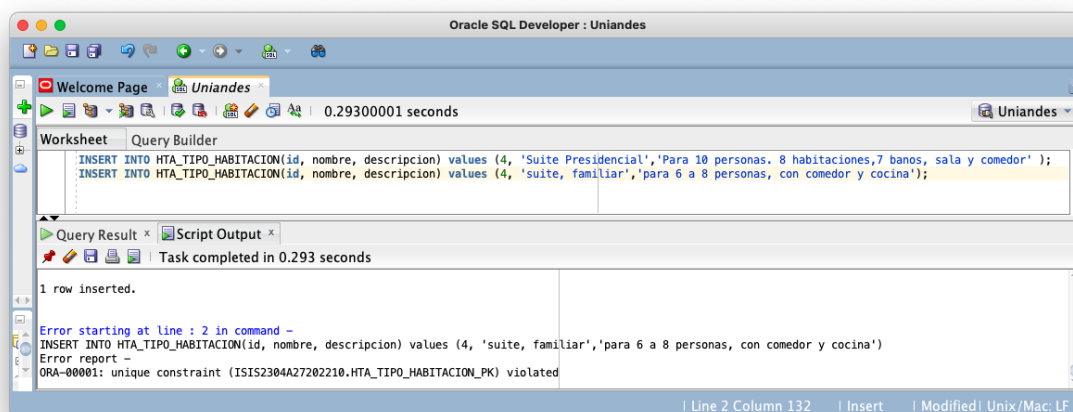 Oracle SQL Developer : Uniandes
SQL
Welcome Page × Uniandes ×
0.29300001 seconds
Uniandes
Worksheet Query Builder
INSERT INTO HTA_TIPO_HABITACION(id, nombre, descripcion) values (4, 'Suite Presidencial','Para 10 personas. 8 habitaciones,7 banos, sala y comedor' );
INSERT INTO HTA_TIPO_HABITACION(id, nombre, descripcion) values (4, 'suite, familiar','para 6 a 8 personas, con comedor y cocina');
Query Result × Script Output ×
Task completed in 0.293 seconds
1 row inserted.
Error starting at line : 2 in command –
INSERT INTO HTA_TIPO_HABITACION(id, nombre, descripcion) values (4, 'suite, familiar','para 6 a 8 personas, con comedor y cocina')
Error report –
ORA-00001: unique constraint (ISIS2304A27202210.HTA_TIPO_HABITACION_PK) violated
Line 2 Column 132 | Insert | Modified| Unix/Mac: LF